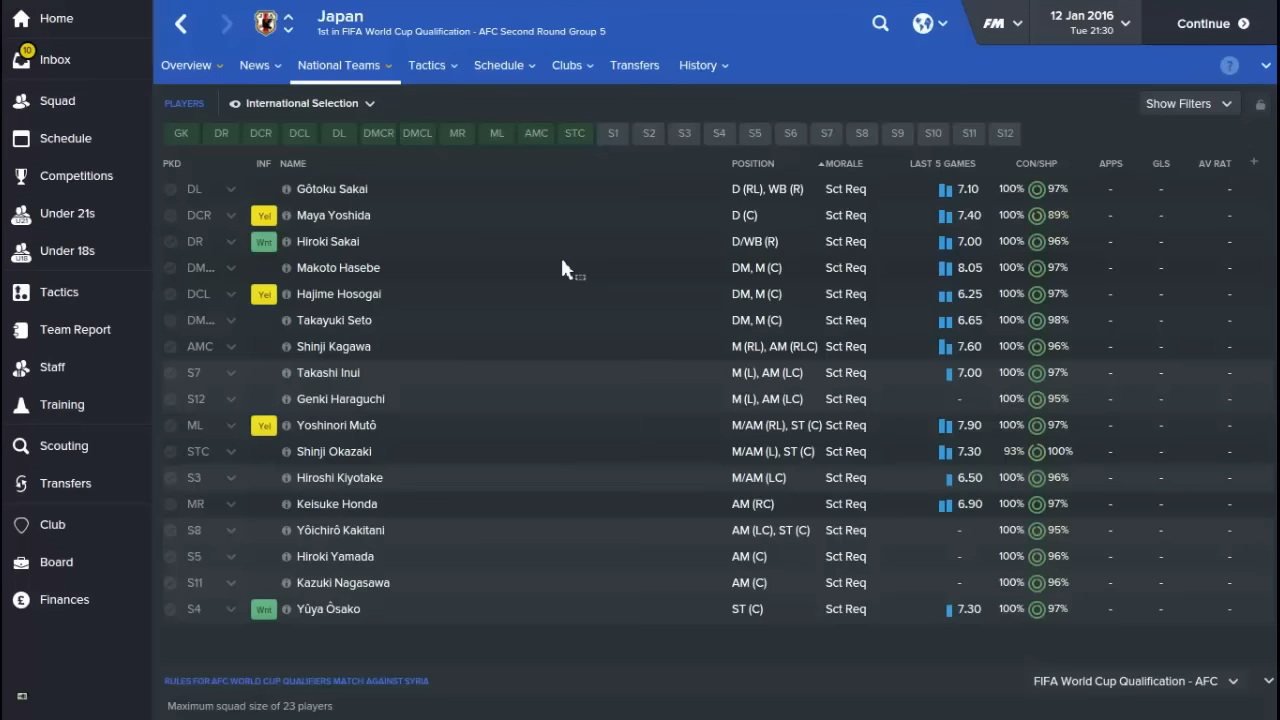 Home
Japan
1st in FIFA World Cup Qualification - AFC Second Round Group 5
FM
12 Jan 2016
Tue 21:30
Continue
10
Inbox
Overview News National Teams Tactics Schedule Clubs Transfers History ?
Squad
Schedule
Competitions
U21 Under 21s
U18 Under 18s
Tactics
Team Report
Staff
Training
Scouting
Transfers
Club
Board
£ Finances
PLAYERS International Selection Show Filters
GK DR DCR DCL DL DMCR DMCL MR ML AMC STC S1 S2 S3 S4 S5 S6 S7 S8 S9 S10 S11 S12
PKD INF NAME POSITION MORALE LAST 5 GAMES CON/SHP APPS GLS AV RAT +
DL i Gôtoku Sakai D (RL), WB (R) Sct Req 7.10 100% 97% - - -
DCR Yel i Maya Yoshida D (C) Sct Req 7.40 100% 89% - - -
DR Wnt i Hiroki Sakai D/WB (R) Sct Req 7.00 100% 96% - - -
DM... i Makoto Hasebe DM, M (C) Sct Req 8.05 100% 97% - - -
DCL Yel i Hajime Hosogai DM, M (C) Sct Req 6.25 100% 97% - - -
DM... i Takayuki Seto DM, M (C) Sct Req 6.65 100% 98% - - -
AMC i Shinji Kagawa M (RL), AM (RLC) Sct Req 7.60 100% 96% - - -
S7 i Takashi Inui M (L), AM (LC) Sct Req 7.00 100% 97% - - -
S12 i Genki Haraguchi M (L), AM (LC) Sct Req - 100% 95% - - -
ML Yel i Yoshinori Mutô M/AM (RL), ST (C) Sct Req 7.90 100% 97% - - -
STC i Shinji Okazaki M/AM (L), ST (C) Sct Req 7.30 93% 100% - - -
S3 i Hiroshi Kiyotake M/AM (LC) Sct Req 6.50 100% 96% - - -
MR i Keisuke Honda AM (RC) Sct Req 6.90 100% 97% - - -
S8 i Yôichirô Kakitani AM (LC), ST (C) Sct Req - 100% 95% - - -
S5 i Hiroki Yamada AM (C) Sct Req - 100% 96% - - -
S11 i Kazuki Nagasawa AM (C) Sct Req - 100% 96% - - -
S4 Wnt i Yûya Ôsako ST (C) Sct Req 7.30 100% 97% - - -
RULES FOR AFC WORLD CUP QUALIFIERS MATCH AGAINST SYRIA
FIFA World Cup Qualification - AFC
Maximum squad size of 23 players